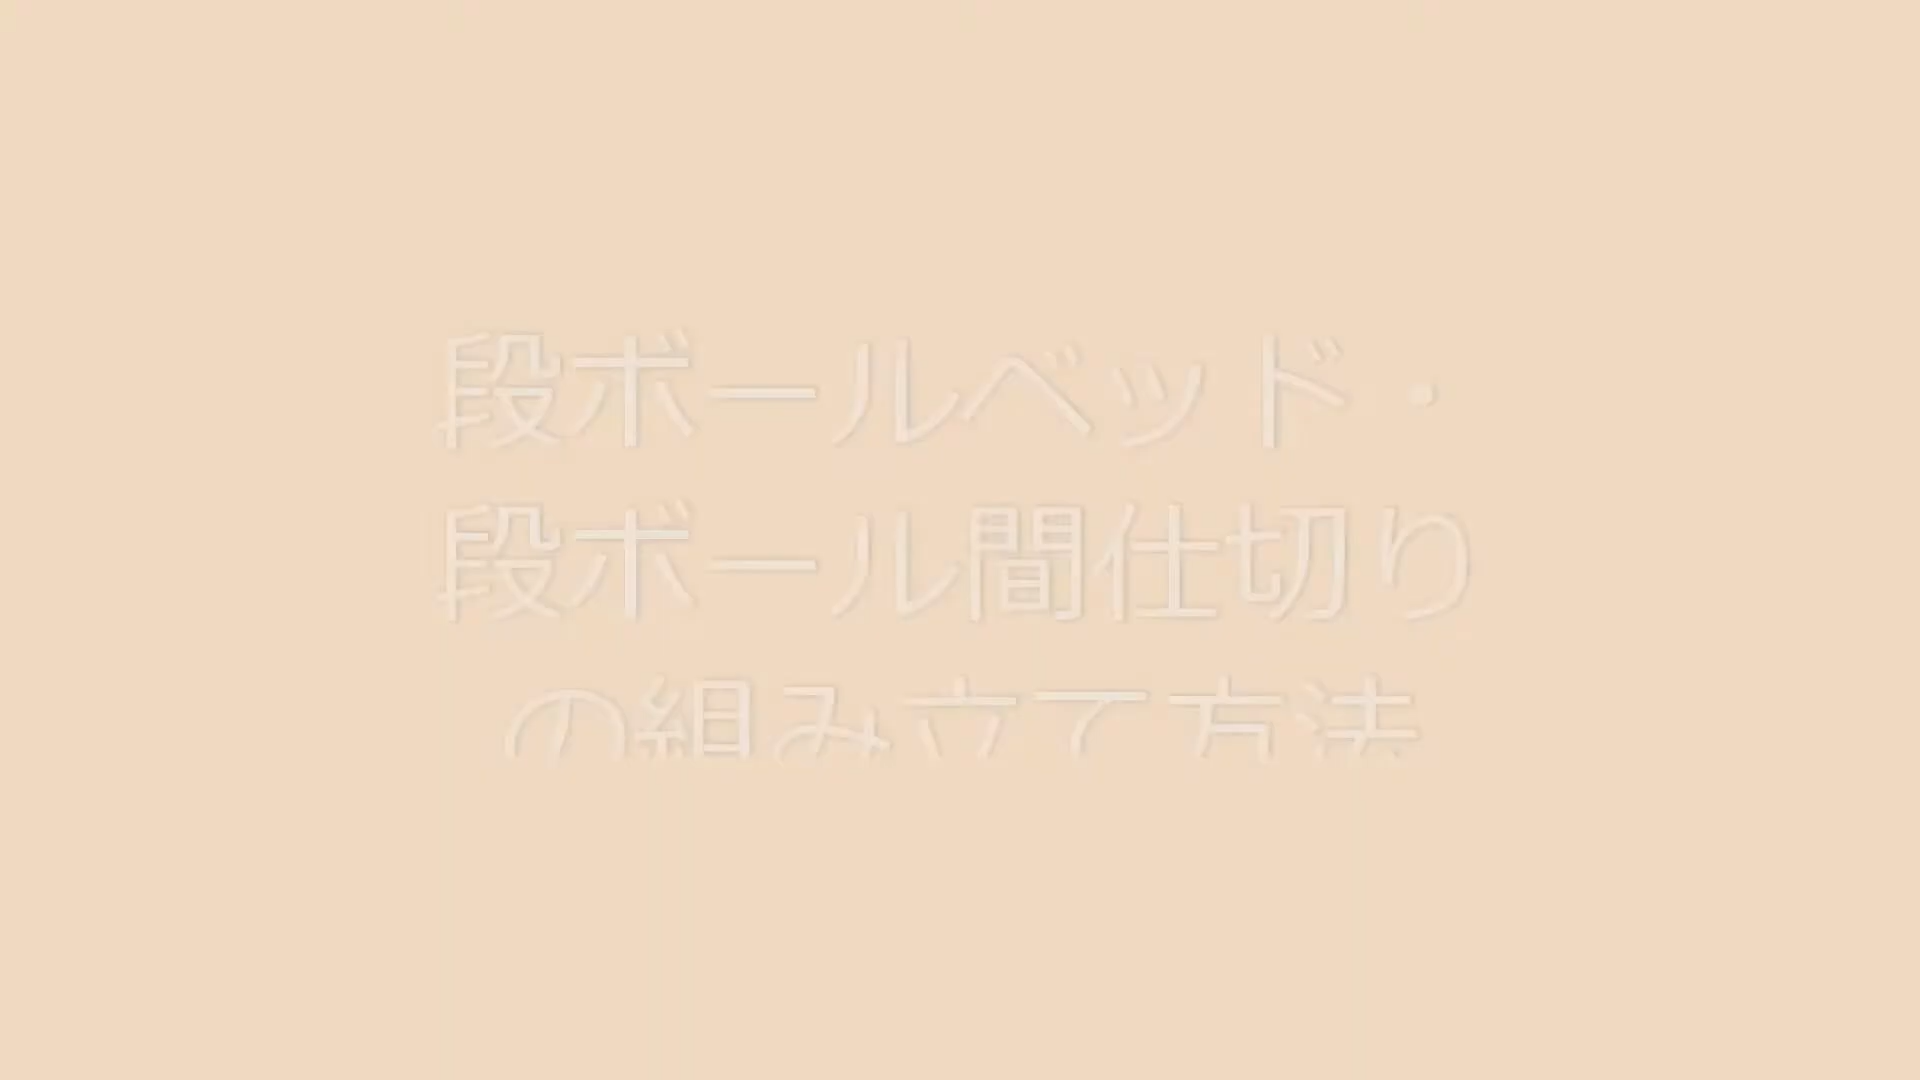 段ボールベッド・
段ボール間仕切り
の組み立て方法